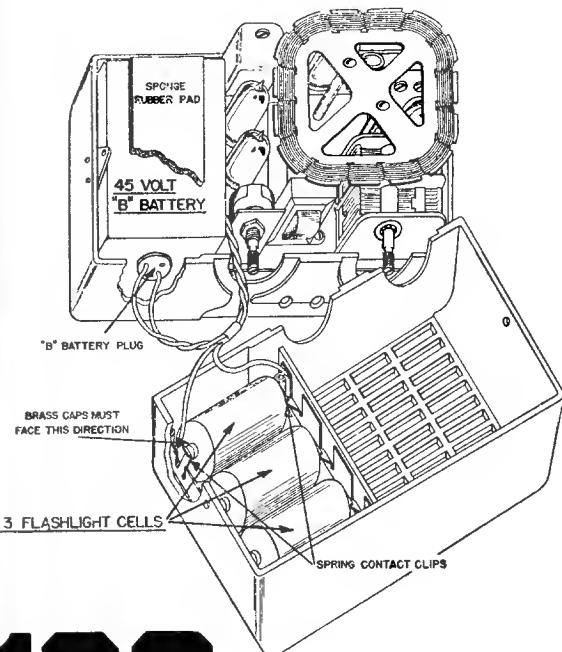 SPONGE
RUBBER PAD
45 VOLT
"B" BATTERY
"B" BATTERY PLUG
BRASS CAPS MUST
FACE THIS DIRECTION
3 FLASHLIGHT CELLS
SPRING CONTACT CLIPS